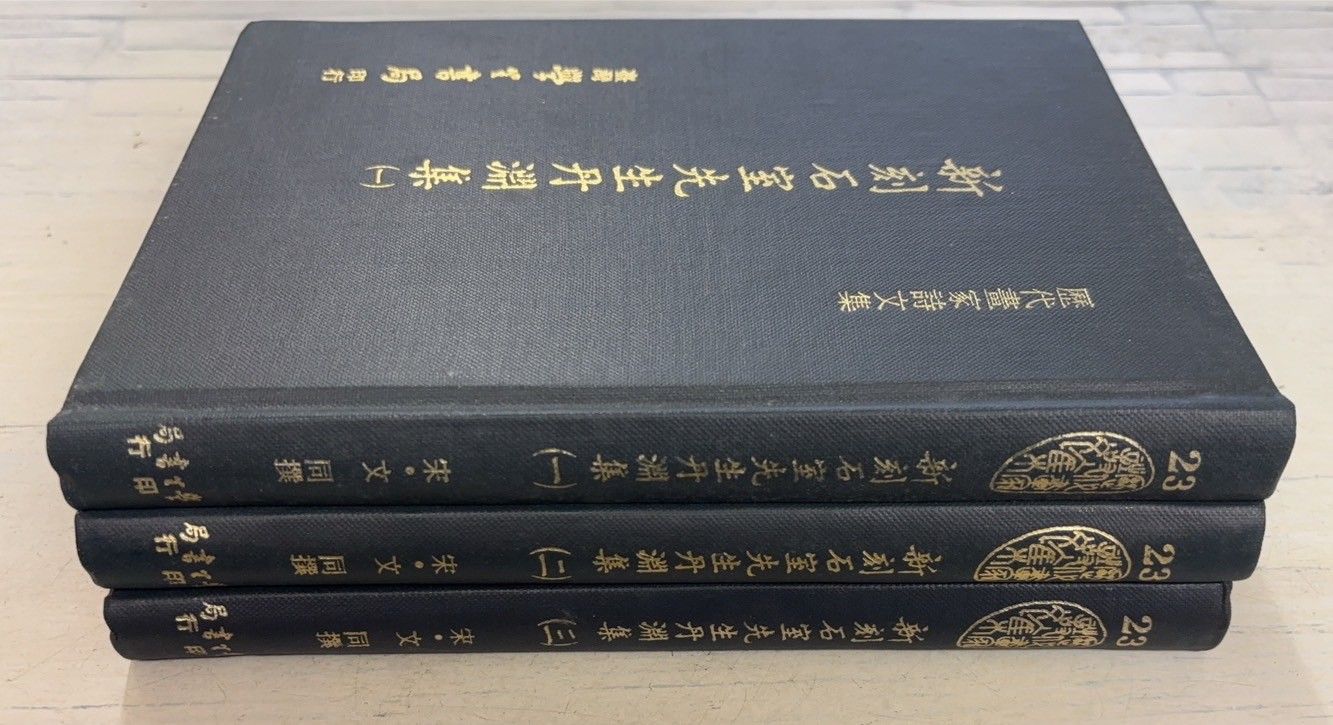 歷代畫家詩文集
新刻石室先生丹淵集(一)
臺灣學生書局印行
23
新刻石室先生丹淵集(一)
宋·文同撰
學生書局印行
23
新刻石室先生丹淵集(二)
宋·文同撰
學生書局印行
23
新刻石室先生丹淵集(三)
宋·文同撰
學生書局印行